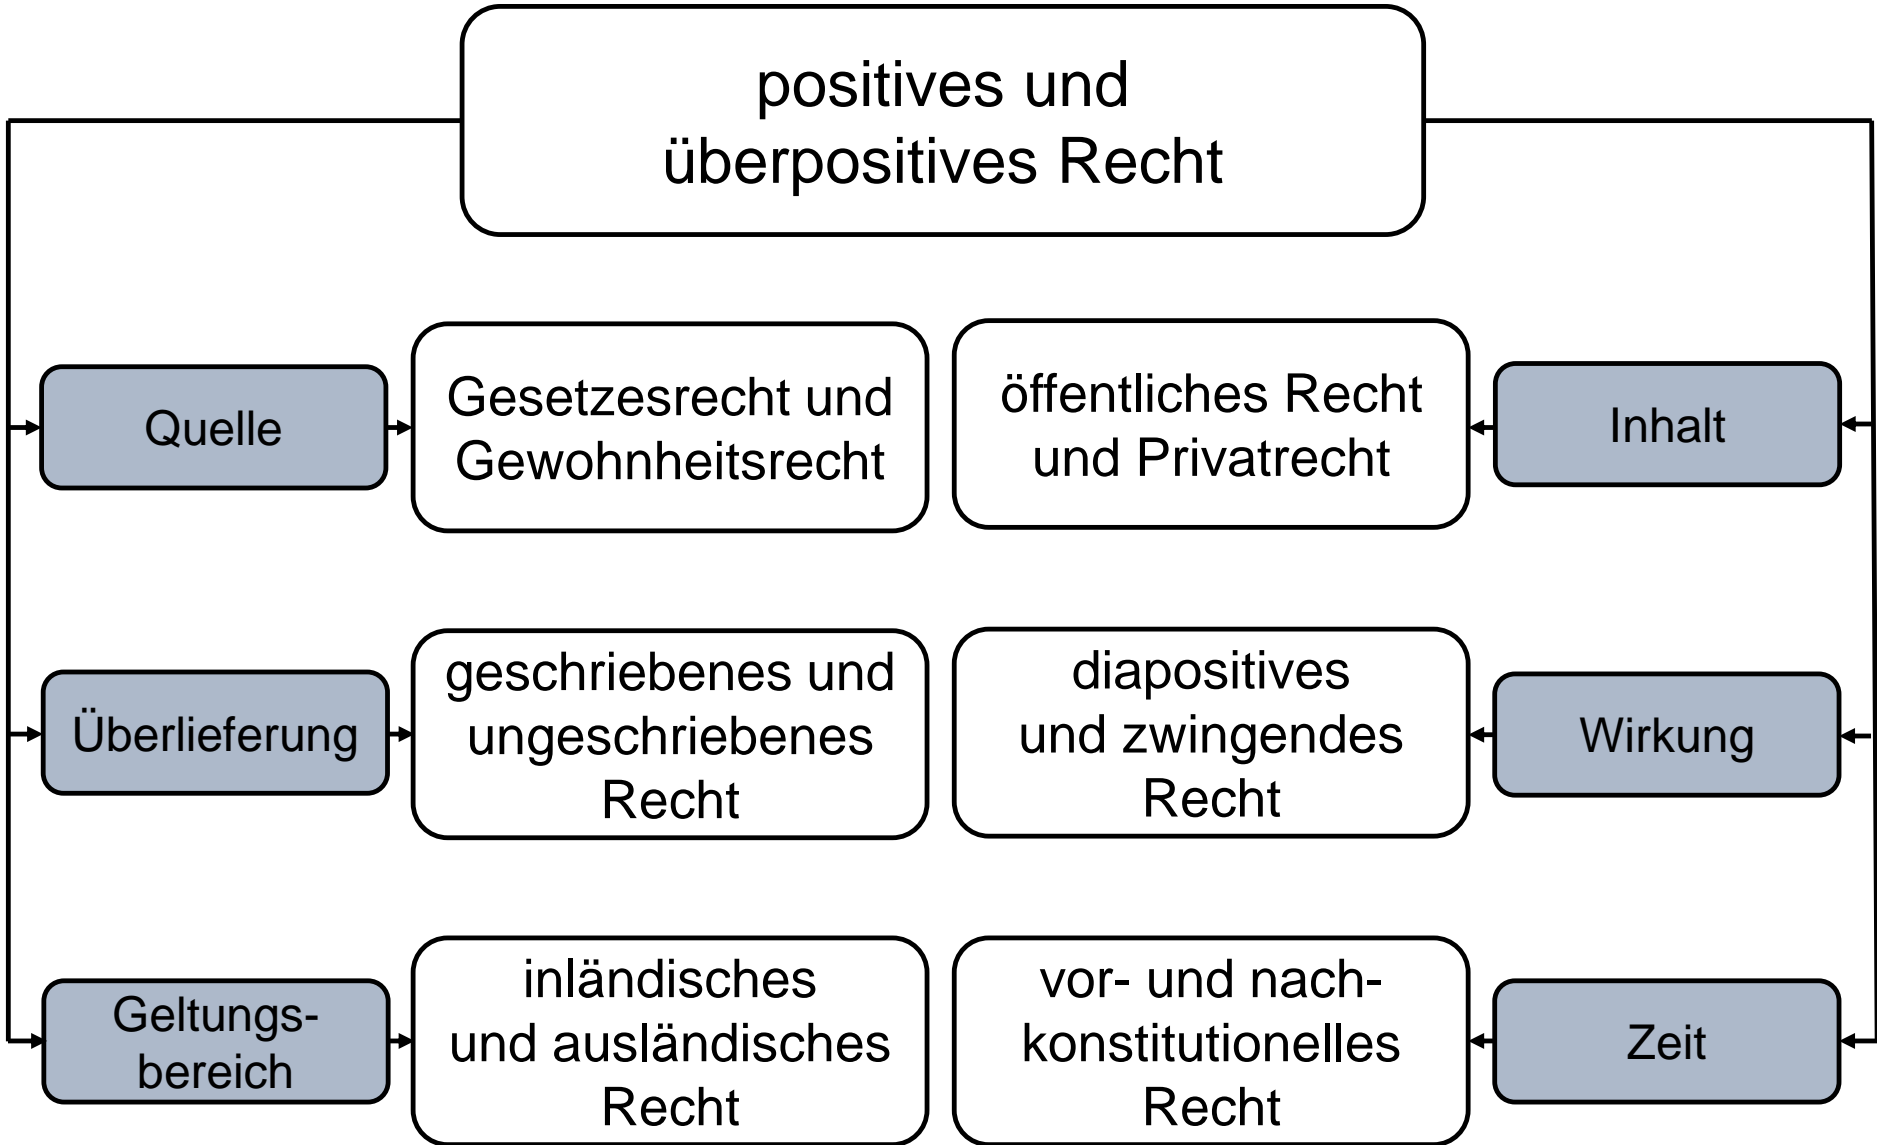 positives und
überpositives Recht
Quelle
Gesetzesrecht und
Gewohnheitsrecht
öffentliches Recht
und Privatrecht
Inhalt
Überlieferung
geschriebenes und
ungeschriebenes
Recht
diapositives
und zwingendes
Recht
Wirkung
Geltungs-
bereich
inländisches
und ausländisches
Recht
vor- und nach-
konstitutionelles
Recht
Zeit